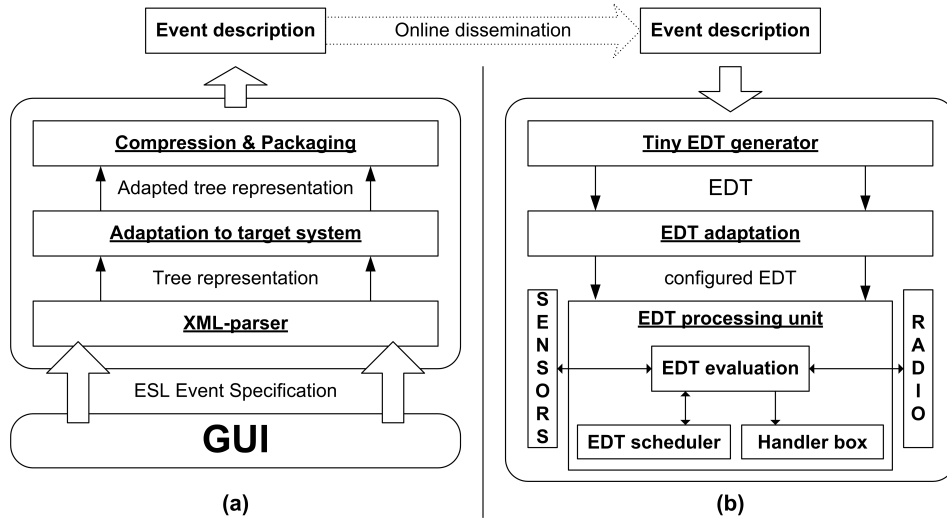 Event description
Online dissemination
Event description
Compression & Packaging
Adapted tree representation
Adaptation to target system
Tree representation
XML-parser
ESL Event Specification
GUI
(a)
Tiny EDT generator
EDT
EDT adaptation
configured EDT
SENSORS
EDT processing unit
EDT evaluation
EDT scheduler
Handler box
RADIO
(b)